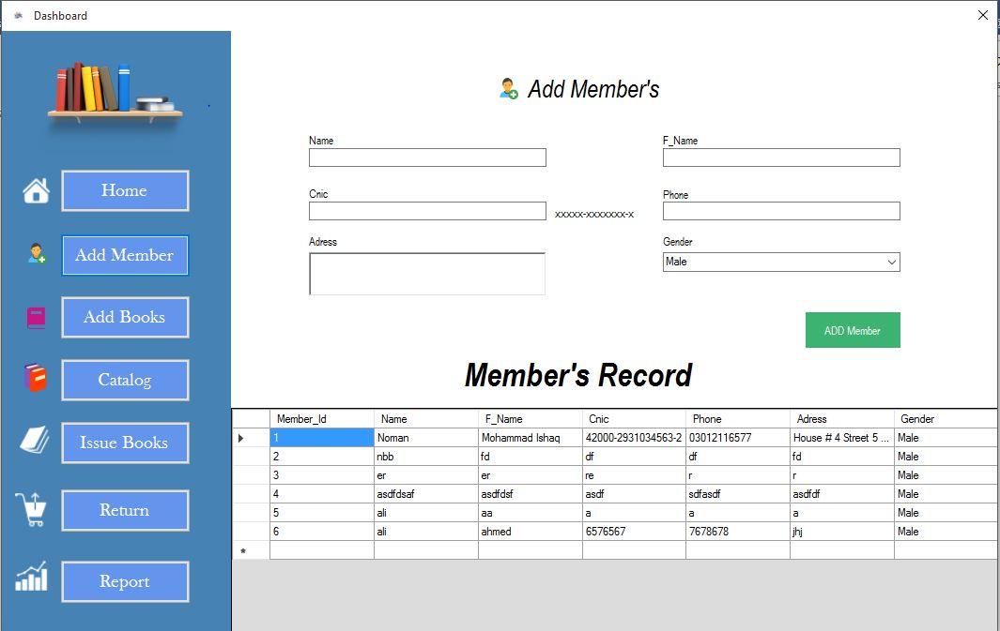 Dashboard
Home
Add Member
Add Books
Catalog
Issue Books
Return
Report
Add Member's
Name
F_Name
Cnic
xxxxx-xxxxxxx-x
Phone
Adress
Gender
Male
ADD Member
Member's Record
Member_Id Name F_Name Cnic Phone Adress Gender
1 Noman Mohammad Ishaq 42000-2931034563-2 03012116577 House # 4 Street 5 ... Male
2 nbb fd df df fd Male
3 er er re r r Male
4 asdfdsaf asdfdsf asdf sdfasdf asdfdf Male
5 ali aa a a a Male
6 ali ahmed 6576567 7678678 jhj Male